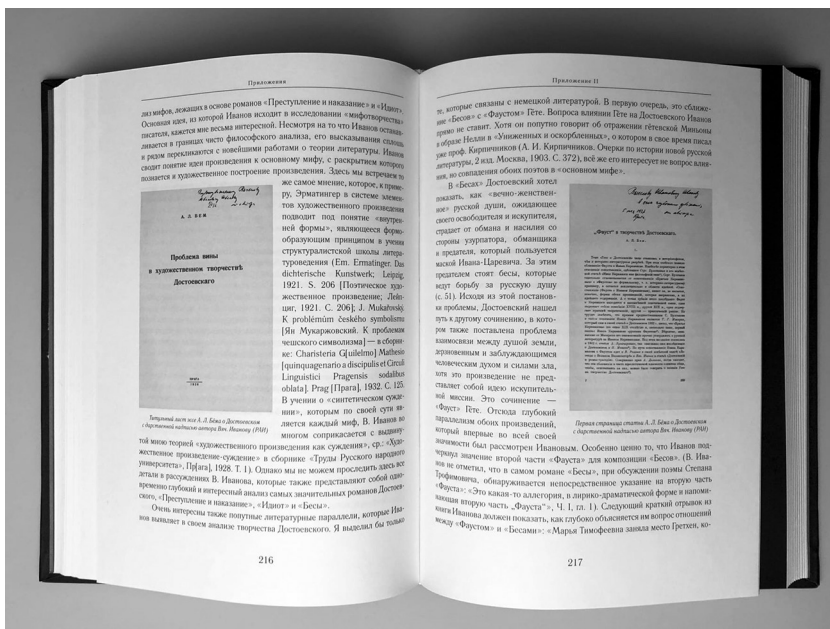 Приложения
лиз мифов, лежащих в основе романов «Преступление и наказание» и «Идиот».
Основная идея, из которой Иванов исходит в исследовании «мифотворчества»
писателя, кажется мне весьма интересной. Несмотря на то что Иванов останав-
ливается в границах чисто философского анализа, его высказывания сплошь
и рядом перекликаются с новейшими работами о теории литературы. Иванов
сводит понятие идеи произведения к основному мифу, с раскрытием которого
познается и художественное построение произведения. Здесь мы встречаем то
же самое мнение, которое, к приме-
ру, Эрматингер в системе элемен-
тов художественного произведения
подводит под понятие «внутрен-
ней формы», являющееся формо-
образующим принципом в учении
структуралистской школы литера-
туроведения (Em. Ermatinger. Das
dichterische Kunstwerk; Leipzig,
1921. S. 206 [Поэтическое худо-
жественное произведение; Лейп-
циг, 1921. С. 206]; J. Mukařovský.
K problémům českého symbolismu
[Ян Мукаржовский. К проблемам
чешского символизма] — в сборни-
ке: Charisteria G[uilelmo] Mathesio
[quinquagenario a discipulis et Circuli
Linguistici Pragensis sodalibus
oblata]. Prag [Прага], 1932. С. 125.
В учении о «синтетическом сужде-
нии», которым по своей сути яв-
ляется каждый миф, В. Иванов во
многом соприкасается с выдвину-
той мною теорией «художественного произведения как суждения», ср.: «Худо-
жественное произведение-суждение» в сборнике «Труды Русского народного
университета», Пр[ага], 1928. Т. 1). Однако мы не можем проследить здесь все
детали в рассуждениях В. Иванова, которые также представляют собой одно-
временно глубокий и интересный анализ самых значительных романов Достоев-
ского, «Преступление и наказание», «Идиот» и «Бесы».
Очень интересны также попутные литературные параллели, которые Ива-
нов выявляет в своем анализе творчества Достоевского. Я выделил бы только
А. Л. БЕМ
Проблема вины
в художественном творчествѣ
Достоевскаго
Титульный лист эссе А. Л. Бема о Достоевском
с дарственной надписью автора Вяч. Иванову (РАИ)
216
Приложение II
те, которые связаны с немецкой литературой. В первую очередь, это сближе-
ние «Бесов» с «Фаустом» Гёте. Вопроса влиянии Гёте на Достоевского Иванов
прямо не ставит. Хотя он попутно говорит об отражении гётевской Миньоны
в образе Нелли в «Униженных и оскорбленных», о котором в свое время писал
уже проф. Кирпичников (А. И. Кирпичников. Очерки по истории новой русской
литературы, 2 изд. Москва, 1903. С. 372), всё же его интересует не вопрос влия-
ния, но совпадения обоих поэтов в «основном мифе».
В «Бесах» Достоевский хотел
показать, как «вечно-женствен-
ное» русской души, ожидающее
своего освободителя и искупителя,
страдает от обмана и насилия со
стороны узурпатора, обманщика
и предателя, который пользуется
маской Ивана-Царевича. За этим
предателем стоят бесы, которые
ведут борьбу за русскую душу
(с. 51). Исходя из этой постанов-
ки проблемы, Достоевский нашел
путь к другому сочинению, в кото-
ром также поставлена проблема
взаимосвязи между душой земли,
дерзновенным и заблуждающимся
человеческим духом и силами зла,
хотя это произведение не пред-
ставляет собой идею искупитель-
ной миссии. Это сочинение —
«Фауст» Гёте. Отсюда глубокий
параллелизм обоих произведений,
который впервые во всей своей
значимости был рассмотрен Ивановым. Особенно ценно то, что Иванов под-
черкнул значение второй части «Фауста» для композиции «Бесов». (В. Ива-
нов не отметил, что в самом романе «Бесы», при обсуждении поэмы Степана
Трофимовича, обнаруживается непосредственное указание на вторую часть
«Фауста»: «Это какая-то аллегория, в лирико-драматической форме и напоми-
нающая вторую часть „Фауста“», Ч. I, гл. 1). Следующий краткий отрывок из
книги Иванова должен показать, как глубоко объясняется им вопрос отношений
между «Фаустом» и «Бесами»: «Марья Тимофеевна заняла место Гретхен, ко-
„Фаустъ“ въ творчествѣ Достоевскаго.
А. Л. Бемъ.
Первая страница статьи А. Л. Бема о Достоевском
с дарственной надписью автора Вяч. Иванову (РАИ)
217